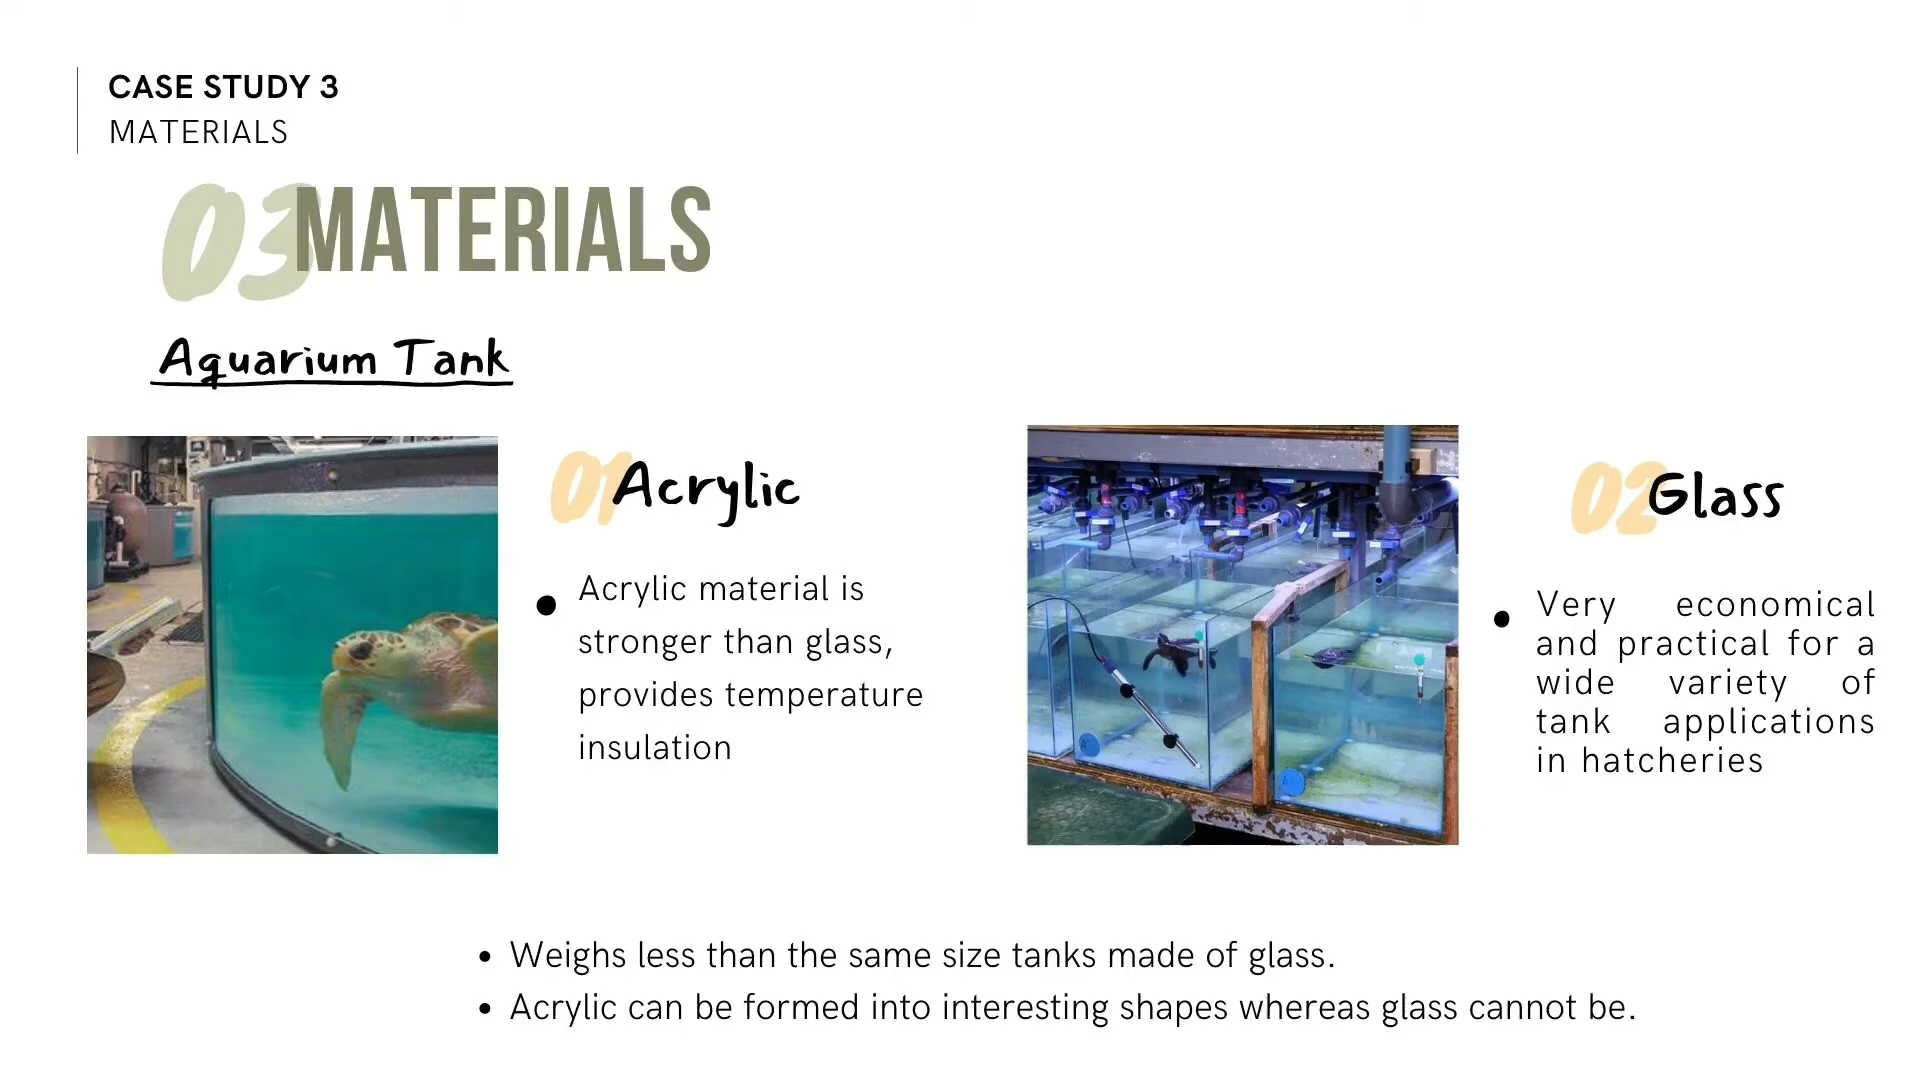 CASE STUDY 3
MATERIALS
03 MATERIALS
Aquarium Tank
01 Acrylic
• Acrylic material is
stronger than glass,
provides temperature
insulation
02 Glass
• Very economical
and practical for a
wide variety of
tank applications
in hatcheries
• Weighs less than the same size tanks made of glass.
• Acrylic can be formed into interesting shapes whereas glass cannot be.